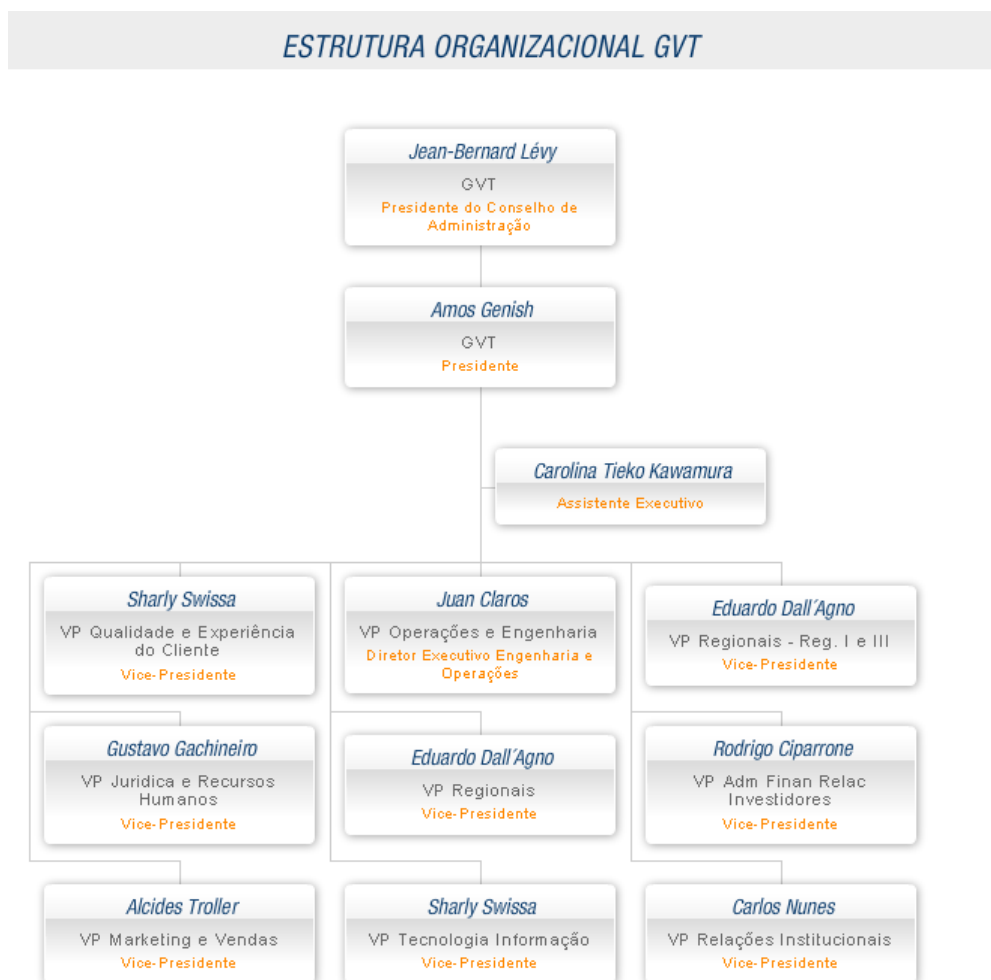 ESTRUTURA ORGANIZACIONAL GVT
Jean-Bernard Lévy
GVT
Presidente do Conselho de
Administração
Amos Genish
GVT
Presidente
Carolina Tieko Kawamura
Assistente Executivo
Sharly Swissa
VP Qualidade e Experiência
do Cliente
Vice-Presidente
Juan Claros
VP Operações e Engenharia
Diretor Executivo Engenharia e
Operações
Eduardo Dall´Agno
VP Regionais - Reg. I e III
Vice-Presidente
Gustavo Gachineiro
VP Juridica e Recursos
Humanos
Vice-Presidente
Eduardo Dall´Agno
VP Regionais
Vice-Presidente
Rodrigo Ciparrone
VP Adm Finan Relac
Investidores
Vice-Presidente
Alcides Troller
VP Marketing e Vendas
Vice-Presidente
Sharly Swissa
VP Tecnologia Informação
Vice-Presidente
Carlos Nunes
VP Relações Institucionais
Vice-Presidente